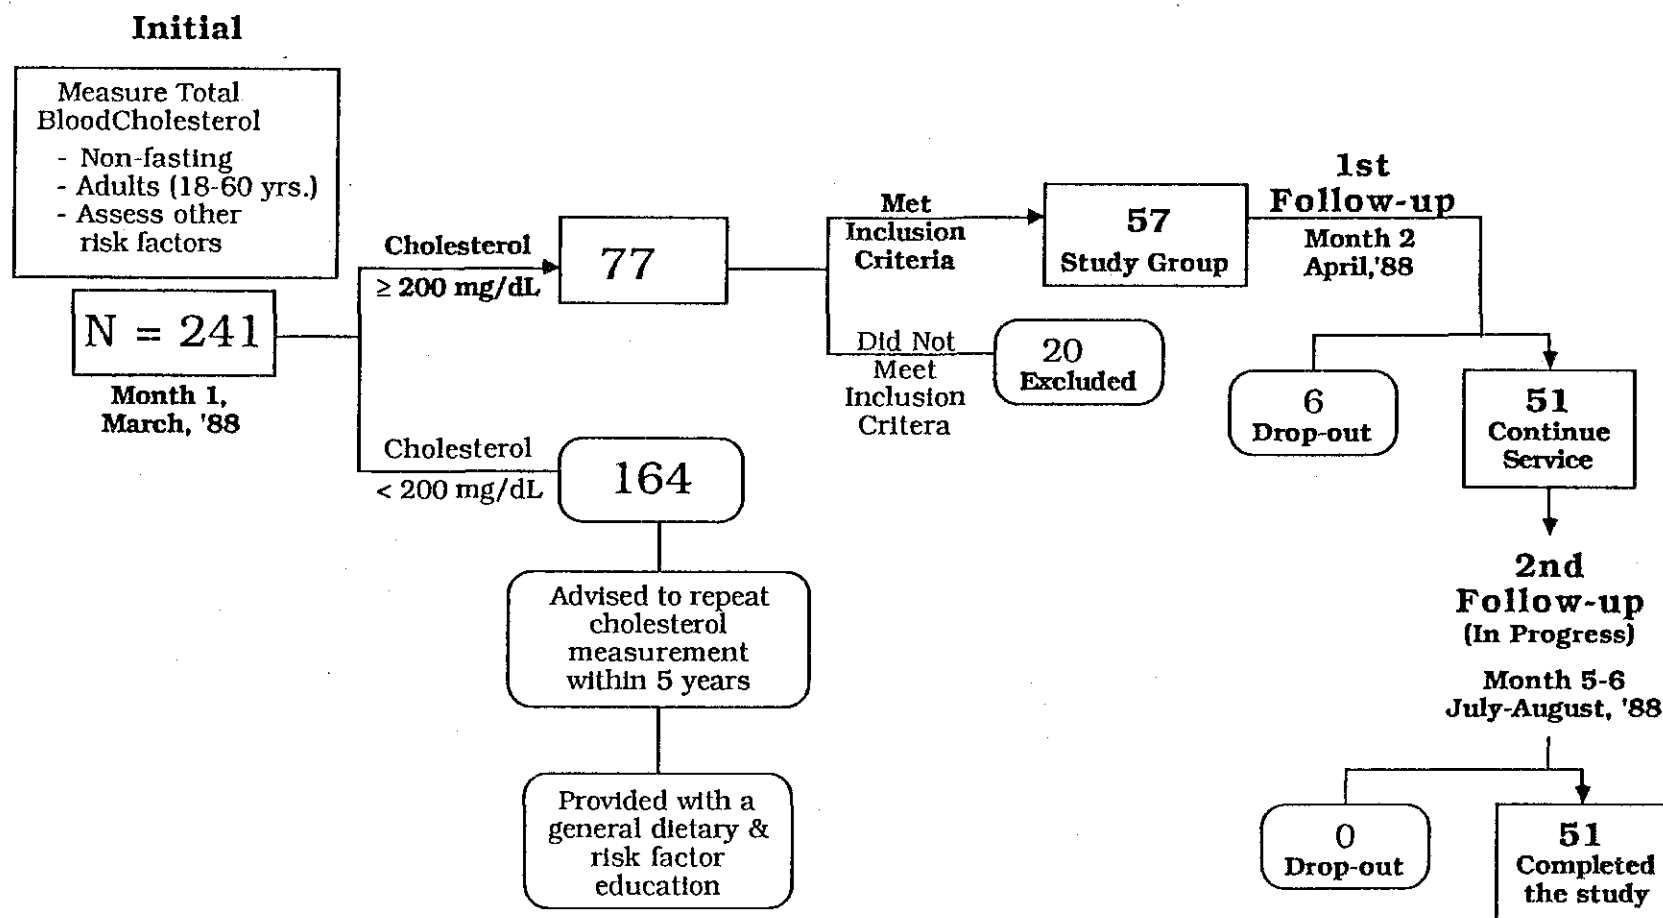 Initial
Measure Total
BloodCholesterol
- Non-fasting
- Adults (18-60 yrs.)
- Assess other
risk factors
N = 241
Month 1,
March, '88
Cholesterol
≥ 200 mg/dL
77
Cholesterol
< 200 mg/dL
164
Advised to repeat
cholesterol
measurement
within 5 years
Provided with a
general dietary &
risk factor
education
Met
Inclusion
Criteria
57
Study Group
Did Not
Meet
Inclusion
Critera
20
Excluded
1st
Follow-up
Month 2
April,'88
6
Drop-out
51
Continue
Service
2nd
Follow-up
(In Progress)
Month 5-6
July-August, '88
0
Drop-out
51
Completed
the study